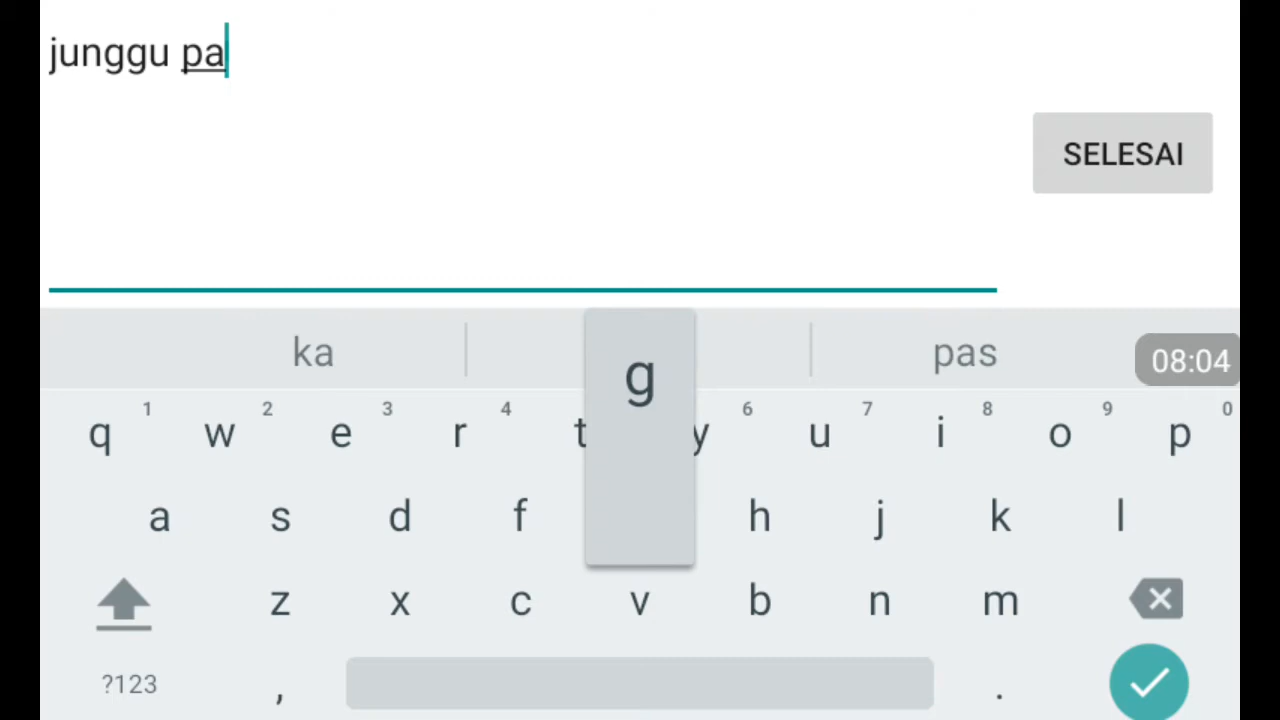 junggu pa
SELESAI
ka g pas
08:04
1 2 3 4 6 7 8 9 0
q w e r t y u i o p
a s d f h j k l
z x c v b n m
?123 , .